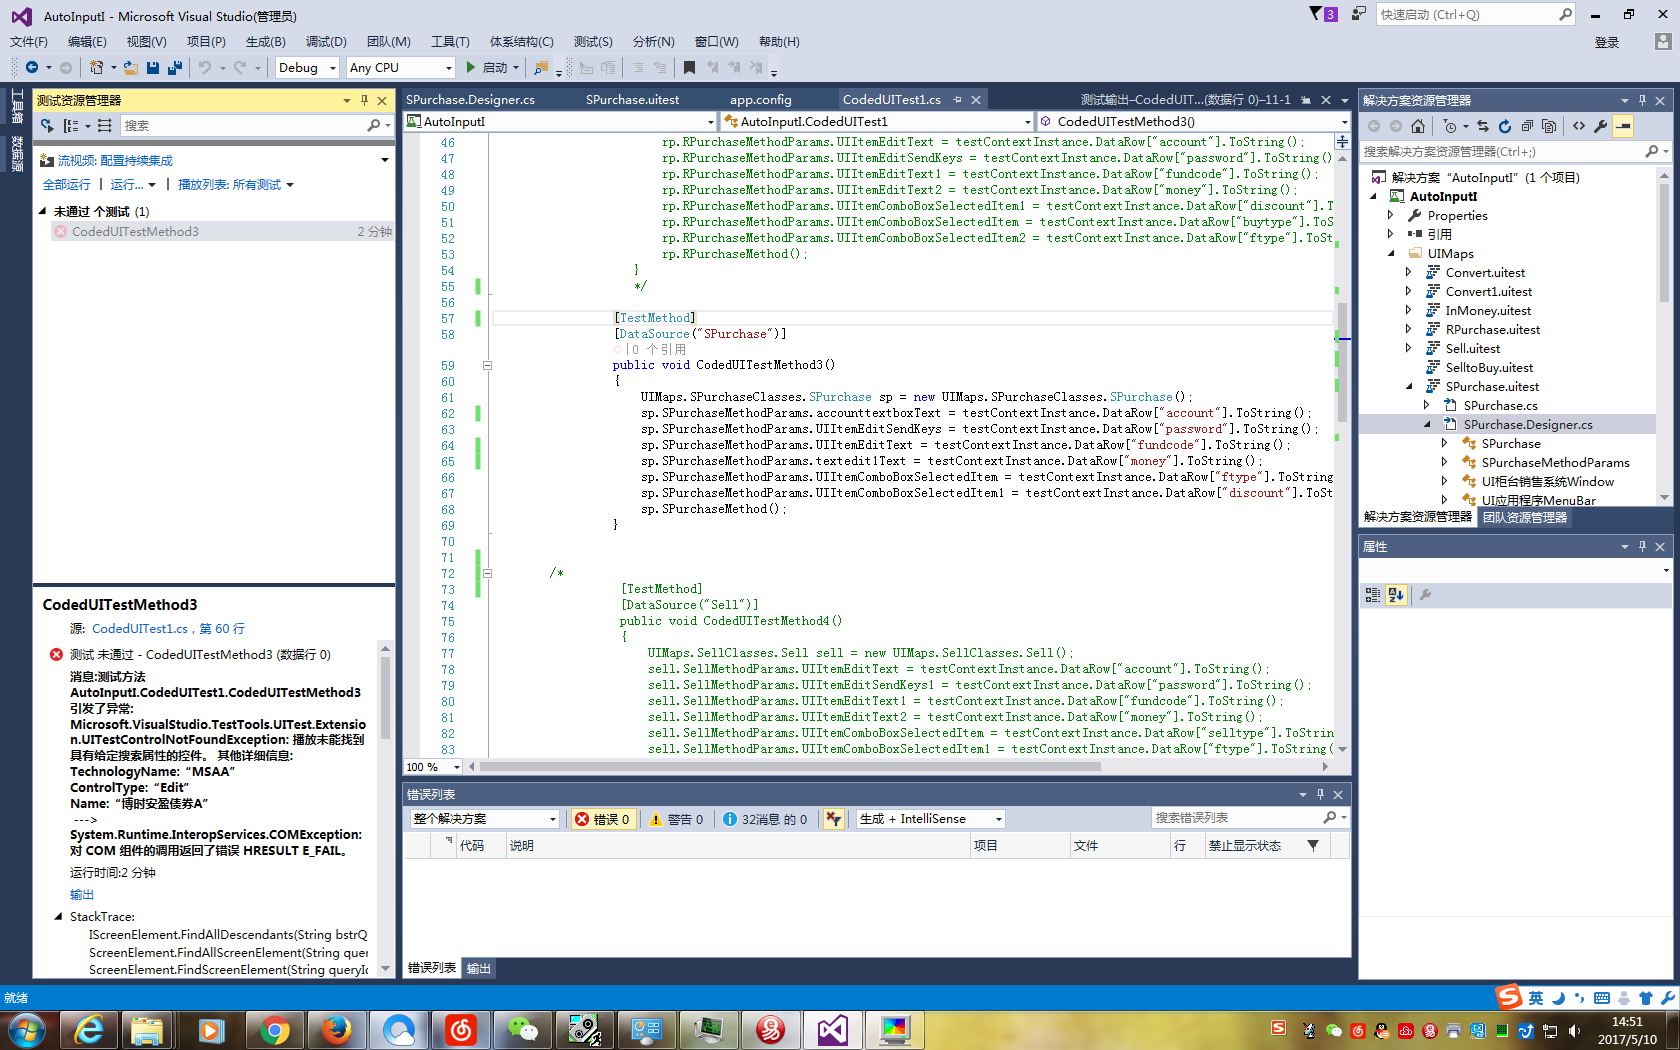 AutoInputI - Microsoft Visual Studio(管理员)
3
快速启动 (Ctrl+Q)
文件(F) 编辑(E) 视图(V) 项目(P) 生成(B) 调试(D) 团队(M) 工具(T) 体系结构(C) 测试(S) 分析(N) 窗口(W) 帮助(H)
登录
Debug Any CPU 启动
工具箱
数据源
测试资源管理器
搜索
流视频: 配置持续集成
全部运行 运行... 播放列表: 所有测试
未通过 个测试 (1)
CodedUITestMethod3 2 分钟
CodedUITestMethod3
源: CodedUITest1.cs，第 60 行
测试 未通过 - CodedUITestMethod3 (数据行 0)
消息:测试方法
AutoInputI.CodedUITest1.CodedUITestMethod3
引发了异常:
Microsoft.VisualStudio.TestTools.UITest.Extensio
n.UITestControlNotFoundException: 播放未能找到
具有给定搜索属性的控件。 其他详细信息:
TechnologyName: “MSAA”
ControlType: “Edit”
Name: “博时安盈债券A”
--->
System.Runtime.InteropServices.COMException:
对 COM 组件的调用返回了错误 HRESULT E_FAIL。
运行时间:2 分钟
输出
StackTrace:
IScreenElement.FindAllDescendants(String bstrQ
ScreenElement.FindAllScreenElement(String quer
ScreenElement.FindScreenElement(String queryId
SPurchase.Designer.cs SPurchase.uitest app.config CodedUITest1.cs 测试输出–CodedUIT...(数据行 0)–11-1
AutoInputI AutoInputI.CodedUITest1 CodedUITestMethod3()
46 rp.RPurchaseMethodParams.UIItemEditText = testContextInstance.DataRow["account"].ToString();
47 rp.RPurchaseMethodParams.UIItemEditSendKeys = testContextInstance.DataRow["password"].ToString()
48 rp.RPurchaseMethodParams.UIItemEditText1 = testContextInstance.DataRow["fundcode"].ToString();
49 rp.RPurchaseMethodParams.UIItemEditText2 = testContextInstance.DataRow["money"].ToString();
50 rp.RPurchaseMethodParams.UIItemComboBoxSelectedItem1 = testContextInstance.DataRow["discount"].T
51 rp.RPurchaseMethodParams.UIItemComboBoxSelectedItem = testContextInstance.DataRow["buytype"].ToS
52 rp.RPurchaseMethodParams.UIItemComboBoxSelectedItem2 = testContextInstance.DataRow["ftype"].ToSt
53 rp.RPurchaseMethod();
54 }
55 */
56
57 [TestMethod]
58 [DataSource("SPurchase")]
|0 个引用
59 public void CodedUITestMethod3()
60 {
61 UIMaps.SPurchaseClasses.SPurchase sp = new UIMaps.SPurchaseClasses.SPurchase();
62 sp.SPurchaseMethodParams.accounttextboxText = testContextInstance.DataRow["account"].ToString();
63 sp.SPurchaseMethodParams.UIItemEditSendKeys = testContextInstance.DataRow["password"].ToString();
64 sp.SPurchaseMethodParams.UIItemEditText = testContextInstance.DataRow["fundcode"].ToString();
65 sp.SPurchaseMethodParams.textedit1Text = testContextInstance.DataRow["money"].ToString();
66 sp.SPurchaseMethodParams.UIItemComboBoxSelectedItem = testContextInstance.DataRow["ftype"].ToString
67 sp.SPurchaseMethodParams.UIItemComboBoxSelectedItem1 = testContextInstance.DataRow["discount"].ToSt
68 sp.SPurchaseMethod();
69 }
70
71
72 /*
73 [TestMethod]
74 [DataSource("Sell")]
75 public void CodedUITestMethod4()
76 {
77 UIMaps.SellClasses.Sell sell = new UIMaps.SellClasses.Sell();
78 sell.SellMethodParams.UIItemEditText = testContextInstance.DataRow["account"].ToString();
79 sell.SellMethodParams.UIItemEditSendKeys1 = testContextInstance.DataRow["password"].ToString();
80 sell.SellMethodParams.UIItemEditText1 = testContextInstance.DataRow["fundcode"].ToString();
81 sell.SellMethodParams.UIItemEditText2 = testContextInstance.DataRow["money"].ToString();
82 sell.SellMethodParams.UIItemComboBoxSelectedItem = testContextInstance.DataRow["selltype"].ToStrin
83 sell.SellMethodParams.UIItemComboBoxSelectedItem1 = testContextInstance.DataRow["ftype"].ToString(
100 %
错误列表
整个解决方案 错误 0 警告 0 32消息 的 0 生成 + IntelliSense 搜索错误列表
代码 说明 项目 文件 行 禁止显示状态
错误列表 输出
解决方案资源管理器
搜索解决方案资源管理器(Ctrl+;)
解决方案 “AutoInputI” (1 个项目)
AutoInputI
Properties
引用
UIMaps
Convert.uitest
Convert1.uitest
InMoney.uitest
RPurchase.uitest
Sell.uitest
SelltoBuy.uitest
SPurchase.uitest
SPurchase.cs
SPurchase.Designer.cs
SPurchase
SPurchaseMethodParams
UI柜台销售系统Window
UI应用程序MenuBar
解决方案资源管理器 团队资源管理器
属性
就绪
英
14:51
2017/5/10